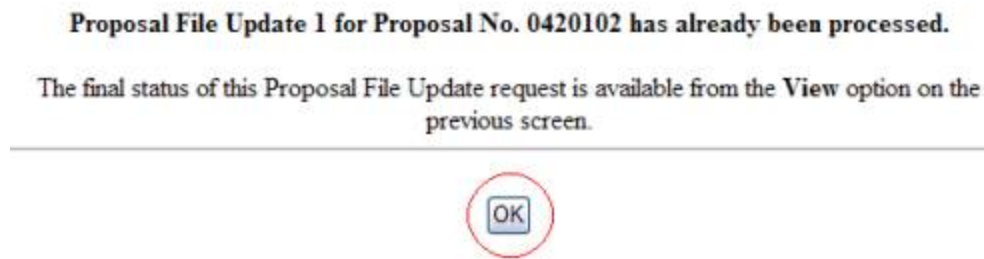 Proposal File Update 1 for Proposal No. 0420102 has already been processed.
The final status of this Proposal File Update request is available from the View option on the
previous screen.
OK